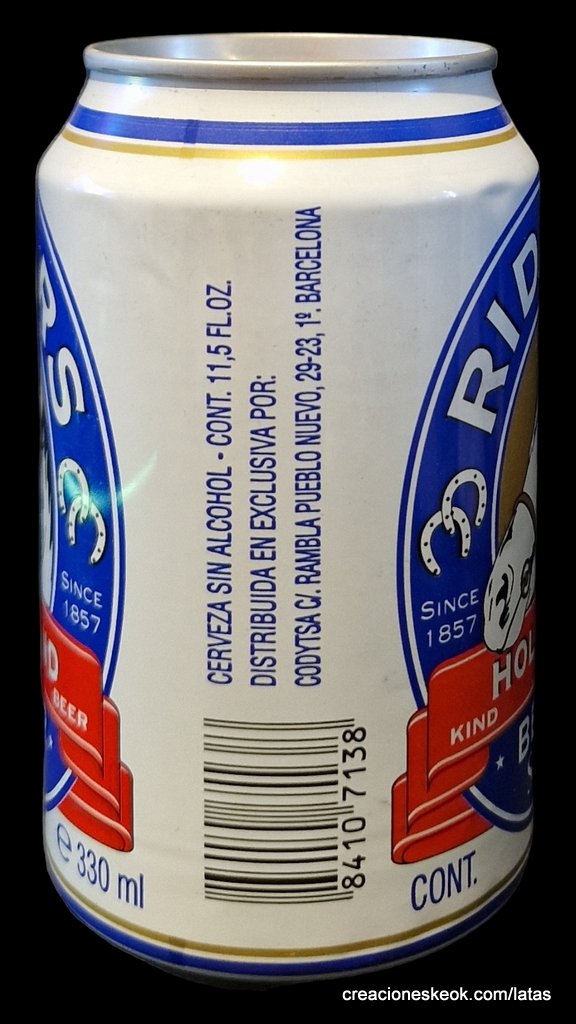 CERVEZA SIN ALCOHOL - CONT. 11,5 FL.OZ.
DISTRIBUIDA EN EXCLUSIVA POR:
CODYTSA C/. RAMBLA PUEBLO NUEVO, 29-23, 1º. BARCELONA
8410 7138
SINCE
1857
BEER
e 330 ml
RID
SINCE
1857
HOL
KIND
CONT.
creacioneskeok.com/latas